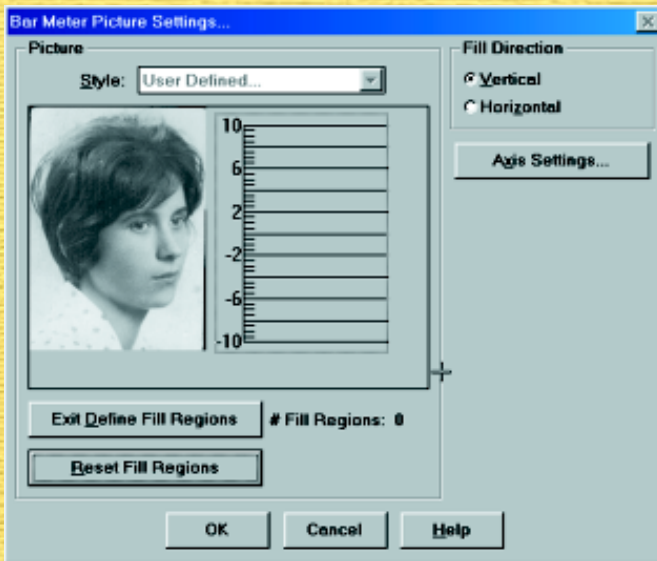 Bar Meter Picture Settings...
Picture
Style: User Defined...
10
6
2
-2
-6
-10
Exit Define Fill Regions
# Fill Regions: 0
Reset Fill Regions
Fill Direction
Vertical
Horizontal
Axis Settings...
OK
Cancel
Help